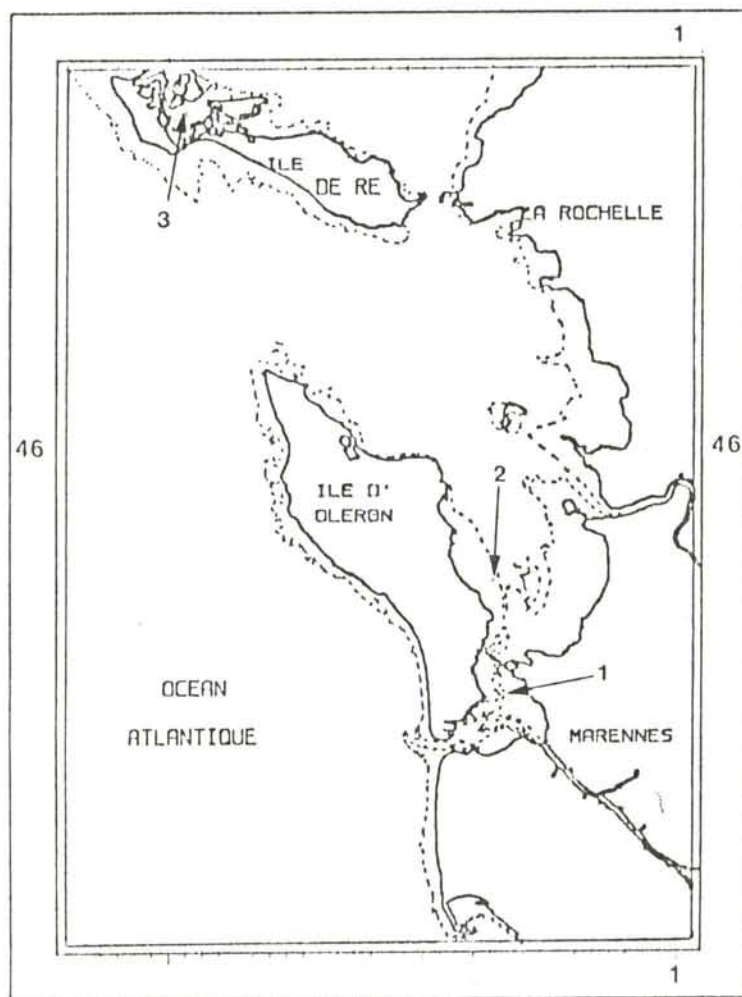 1
ILE
DE RE
3
LA ROCHELLE
46
46
2
ILE D'
OLERON
1
OCEAN
ATLANTIQUE
MARENNES
1